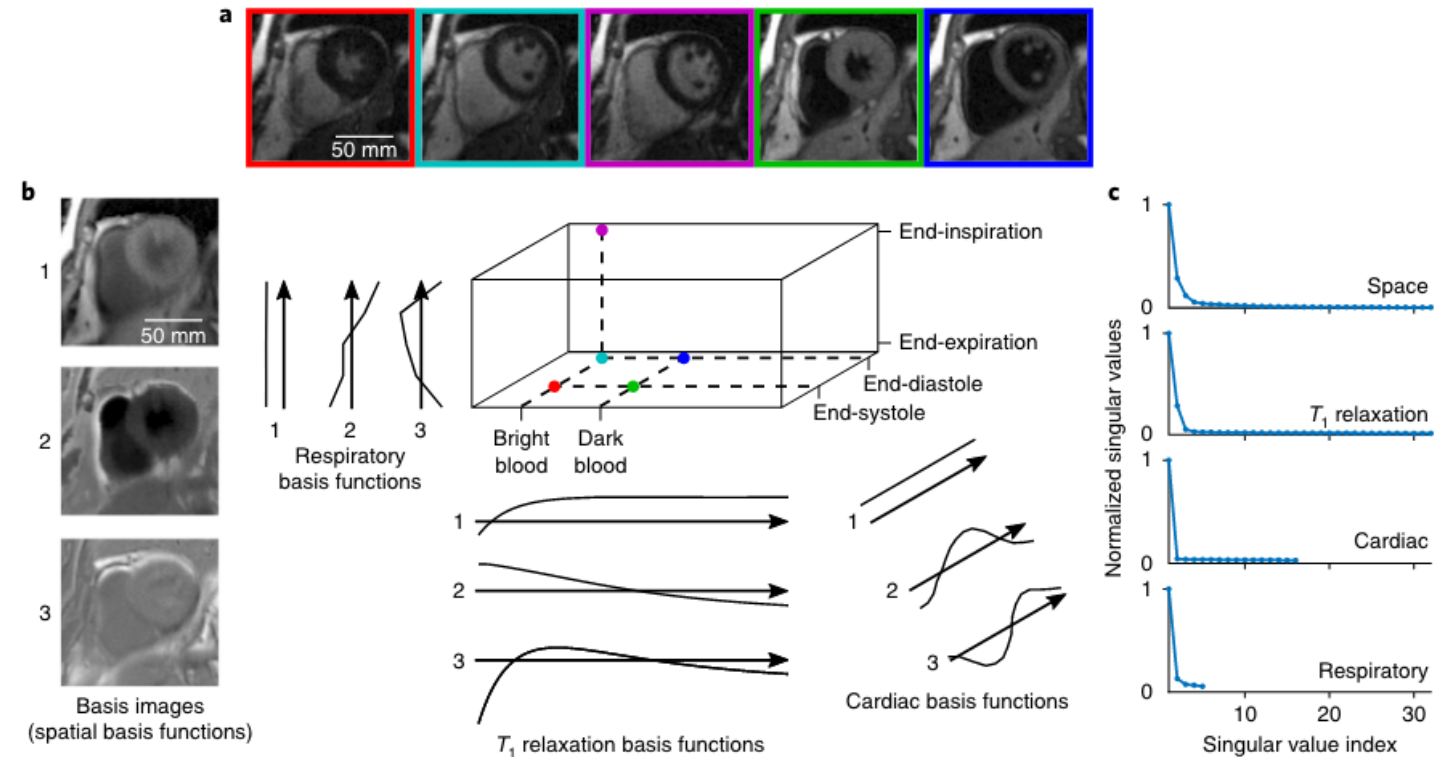 a
50 mm
b
1
50 mm
2
3
Basis images
(spatial basis functions)
1
2
3
Respiratory
basis functions
End-inspiration
End-expiration
End-diastole
End-systole
Bright
blood
Dark
blood
1
2
3
T1 relaxation basis functions
1
2
3
Cardiac basis functions
c
Normalized singular values
1
0
Space
1
0
T1 relaxation
1
0
Cardiac
1
0
Respiratory
10
20
30
Singular value index